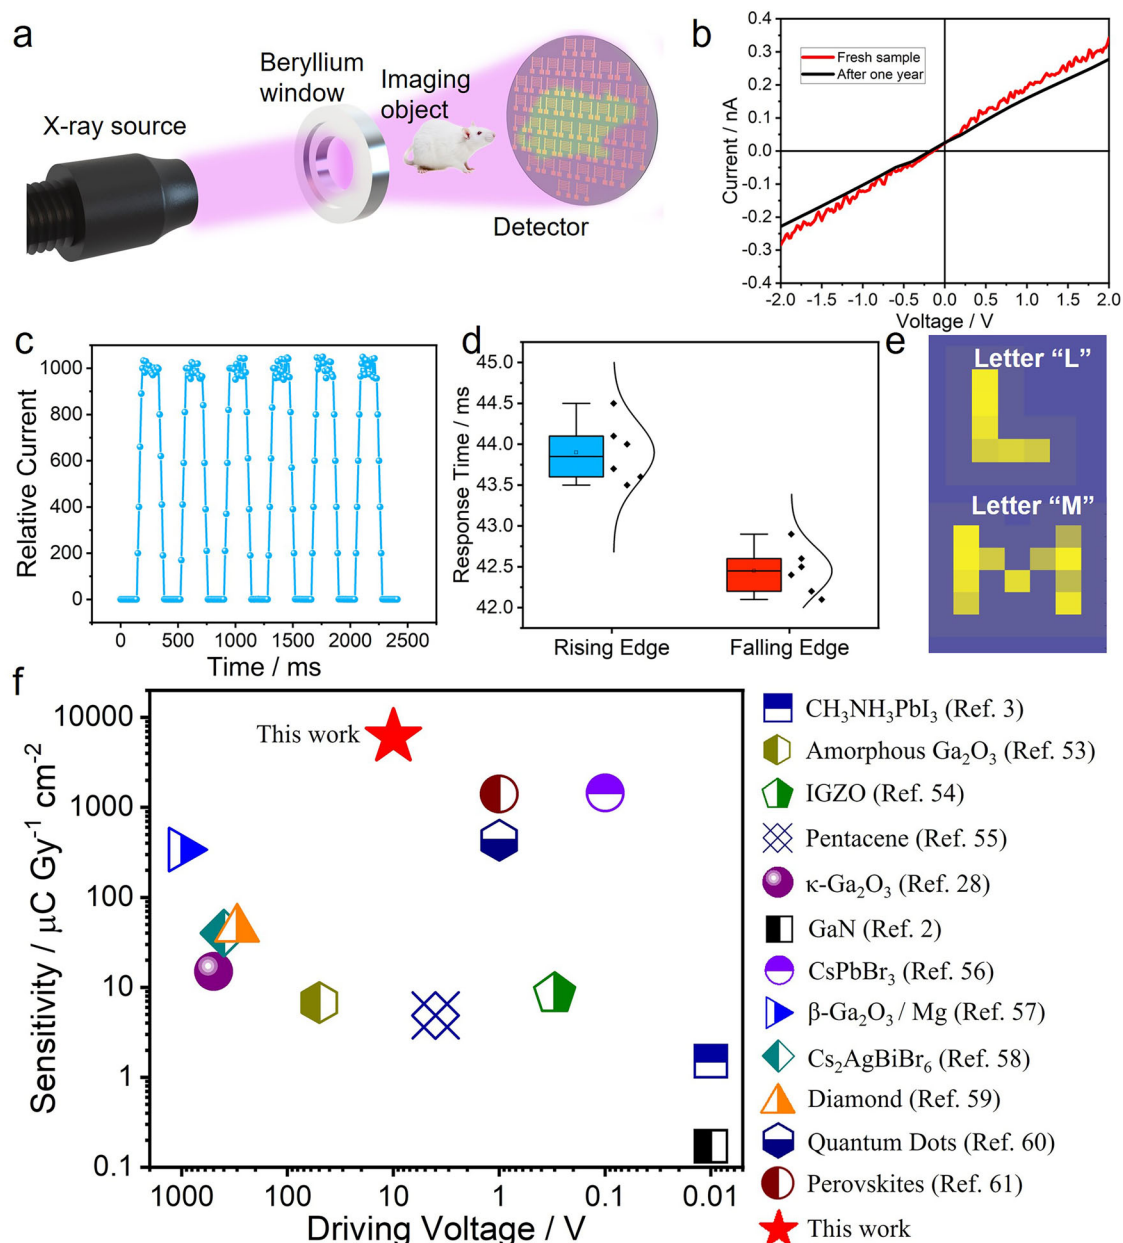 a
X-ray source
Beryllium
window
Imaging
object
Detector
b
Fresh sample
After one year
0.4
0.3
0.2
0.1
0.0
-0.1
-0.2
-0.3
-0.4
Current / nA
-2.0 -1.5 -1.0 -0.5 0.0 0.5 1.0 1.5 2.0
Voltage / V
c
1000
800
600
400
200
0
Relative Current
0 500 1000 1500 2000 2500
Time / ms
d
45.0
44.5
44.0
43.5
43.0
42.5
42.0
Response Time / ms
Rising Edge Falling Edge
e
Letter “L”
Letter “M”
f
10000
1000
100
10
1
0.1
Sensitivity / μC Gy⁻¹ cm⁻²
This work
1000 100 10 1 0.1 0.01
Driving Voltage / V
CH₃NH₃PbI₃ (Ref. 3)
Amorphous Ga₂O₃ (Ref. 53)
IGZO (Ref. 54)
Pentacene (Ref. 55)
κ-Ga₂O₃ (Ref. 28)
GaN (Ref. 2)
CsPbBr₃ (Ref. 56)
β-Ga₂O₃ / Mg (Ref. 57)
Cs₂AgBiBr₆ (Ref. 58)
Diamond (Ref. 59)
Quantum Dots (Ref. 60)
Perovskites (Ref. 61)
This work